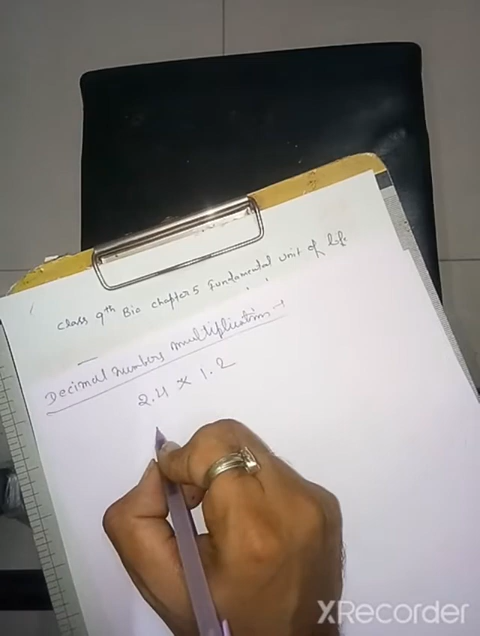 Class 9th Bio chapter 5 Fundamental Unit of life
Decimal numbers multiplication →
2.4 × 1.2
XRecorder